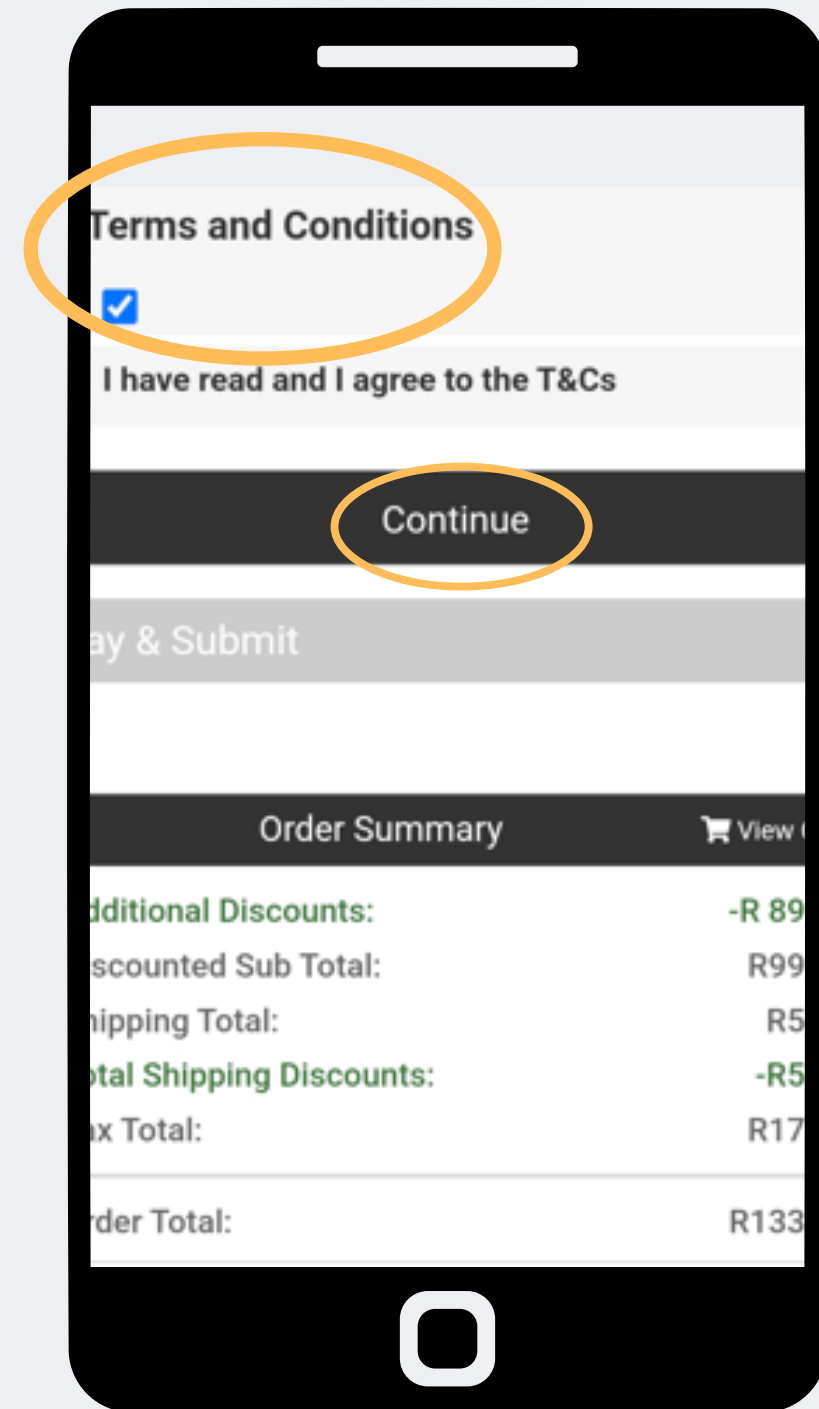 Terms and Conditions
I have read and I agree to the T&Cs
Continue
ay & Submit
Order Summary View
dditional Discounts: -R 89
scounted Sub Total: R99
hipping Total: R5
otal Shipping Discounts: -R5
ax Total: R17
rder Total: R133